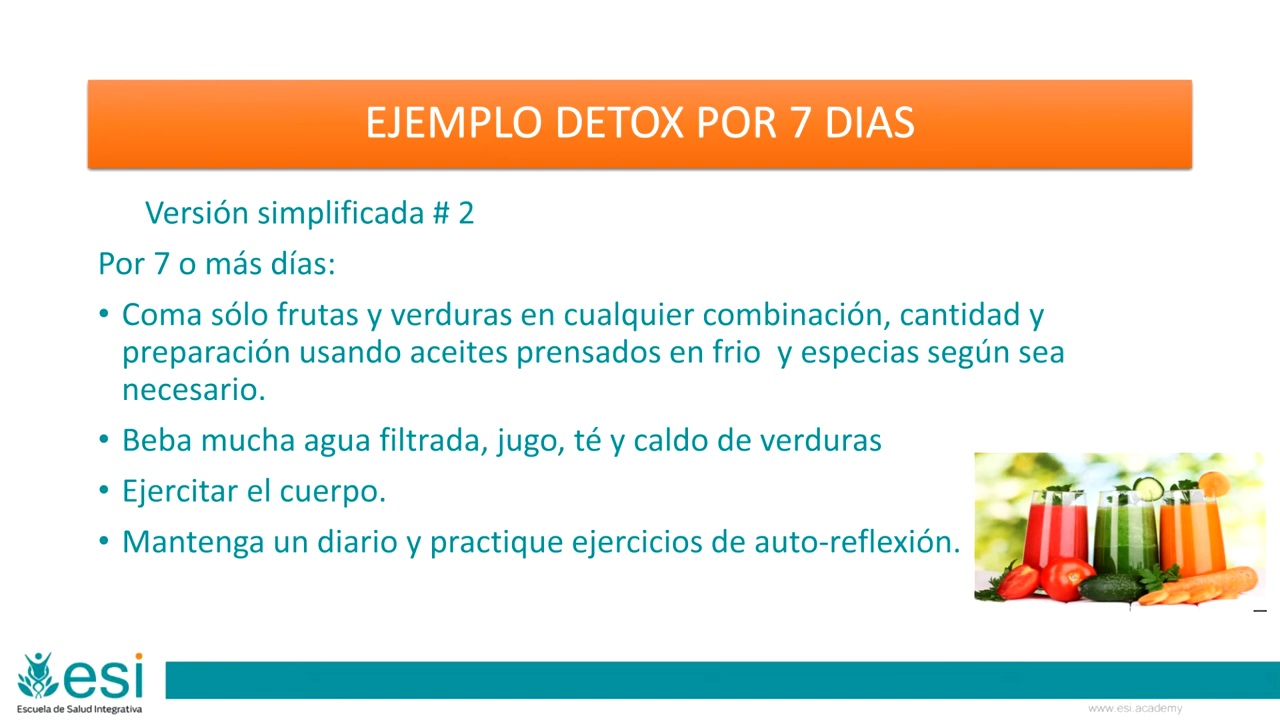 EJEMPLO DETOX POR 7 DIAS
Versión simplificada # 2
Por 7 o más días:
• Coma sólo frutas y verduras en cualquier combinación, cantidad y
preparación usando aceites prensados en frio y especias según sea
necesario.
• Beba mucha agua filtrada, jugo, té y caldo de verduras
• Ejercitar el cuerpo.
• Mantenga un diario y practique ejercicios de auto-reflexión.
esi
Escuela de Salud Integrativa
www.esi.academy